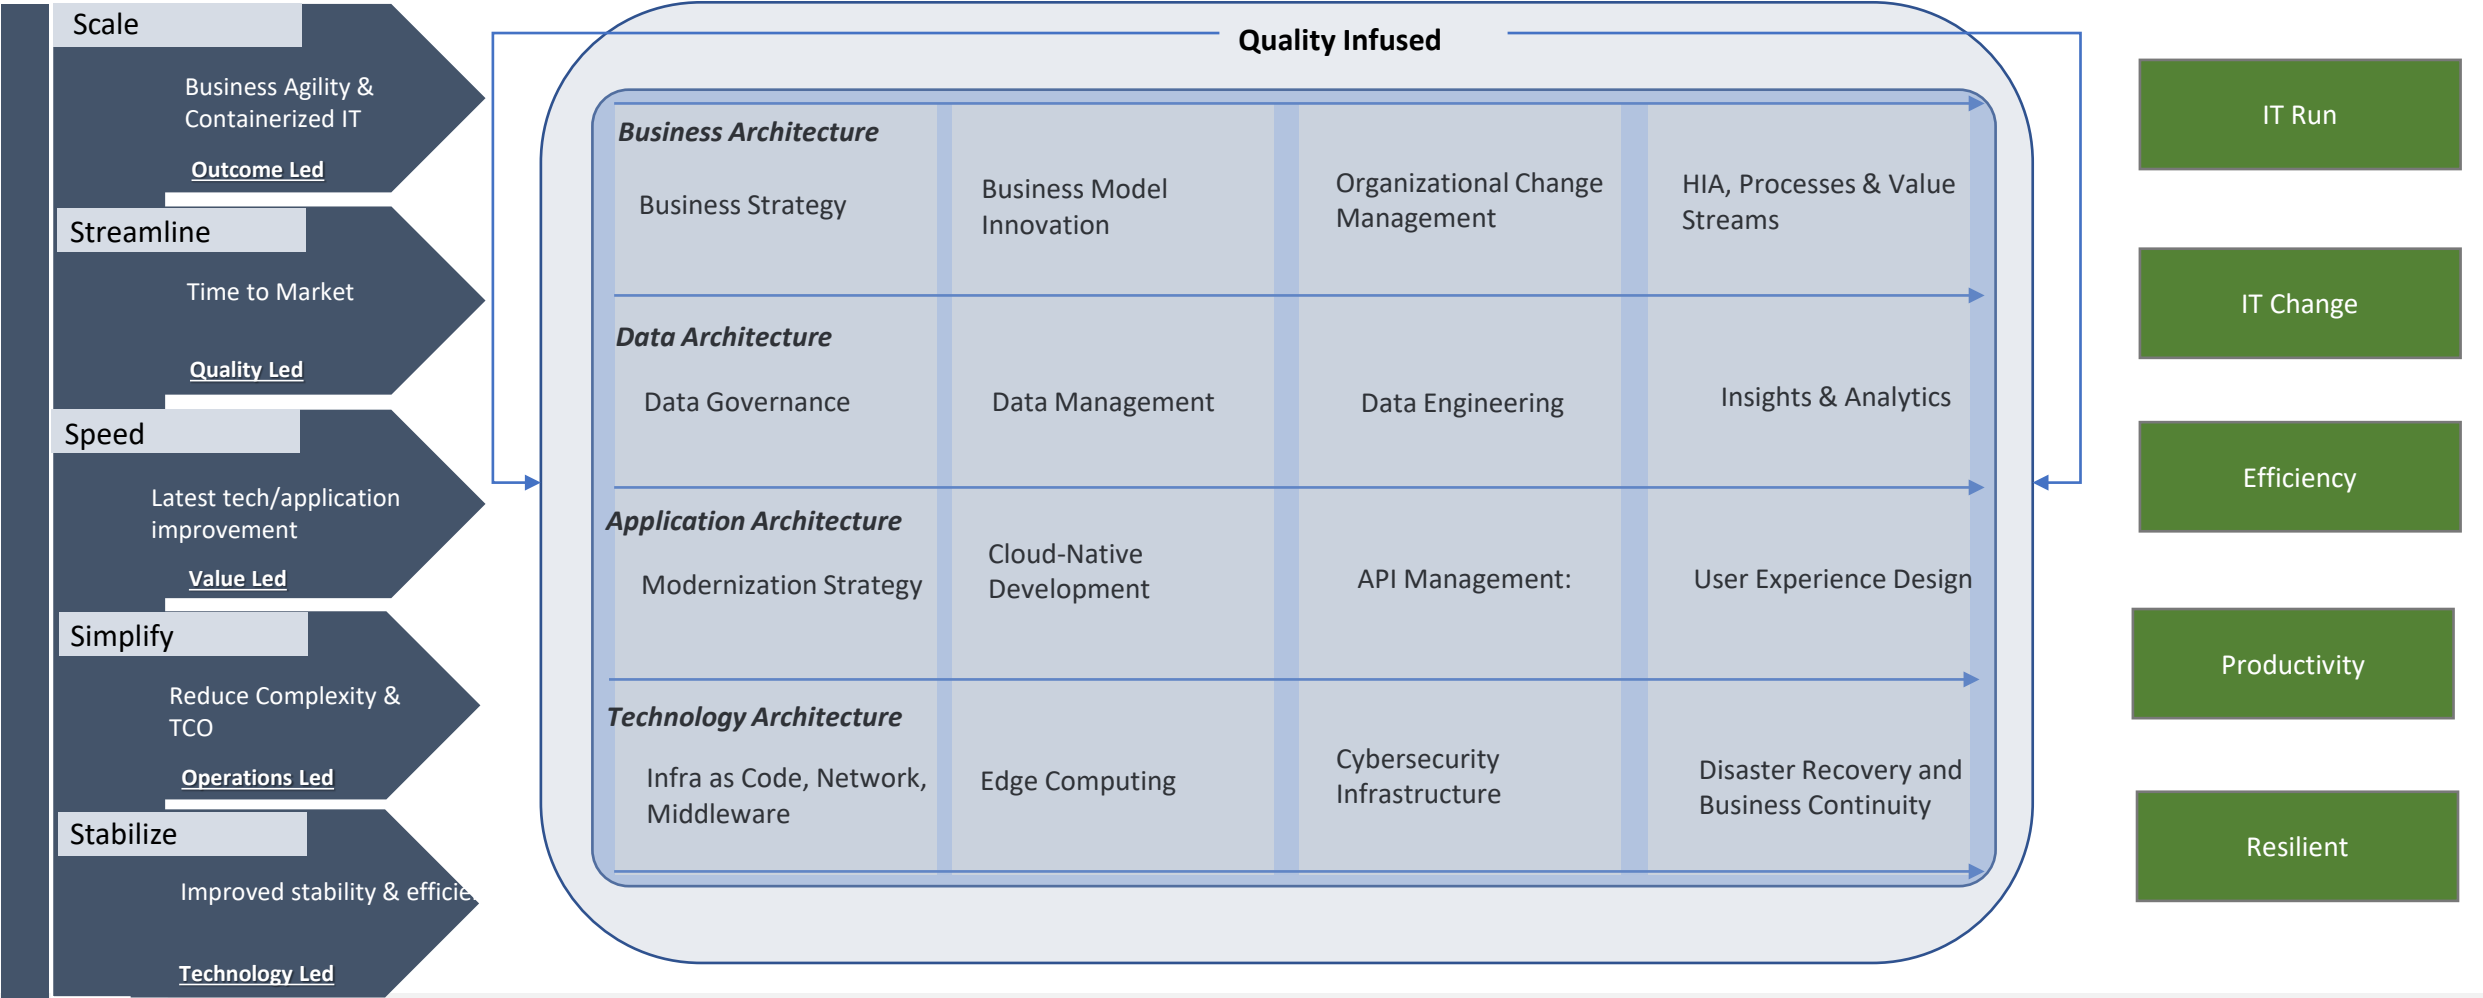 Scale
Business Agility &
Containerized IT
Outcome Led
Streamline
Time to Market
Quality Led
Speed
Latest tech/application
improvement
Value Led
Simplify
Reduce Complexity &
TCO
Operations Led
Stabilize
Improved stability & efficie
Technology Led
Quality Infused
Business Architecture
Business Strategy
Business Model
Innovation
Organizational Change
Management
HIA, Processes & Value
Streams
Data Architecture
Data Governance
Data Management
Data Engineering
Insights & Analytics
Application Architecture
Modernization Strategy
Cloud-Native
Development
API Management:
User Experience Design
Technology Architecture
Infra as Code, Network,
Middleware
Edge Computing
Cybersecurity
Infrastructure
Disaster Recovery and
Business Continuity
IT Run
IT Change
Efficiency
Productivity
Resilient